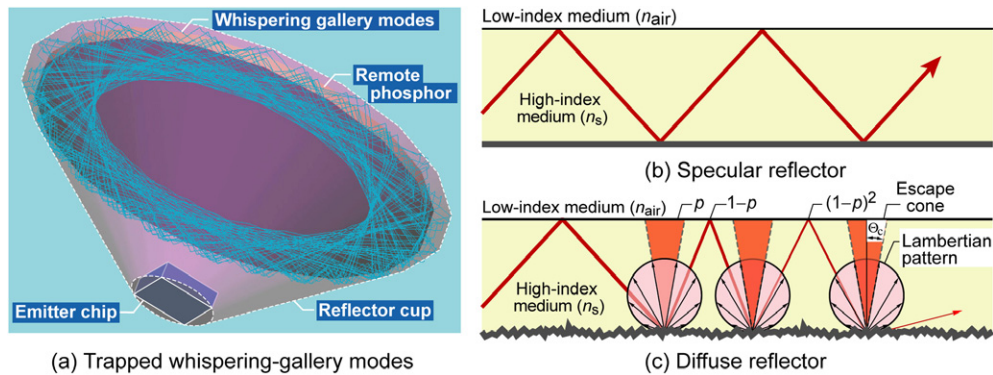 Whispering gallery modes
Remote
phosphor
Emitter chip
Reflector cup
(a) Trapped whispering-gallery modes
Low-index medium (nair)
High-index
medium (ns)
(b) Specular reflector
Low-index medium (nair)
p
1–p
(1–p)2
Escape
cone
Θc
Lambertian
pattern
High-index
medium (ns)
(c) Diffuse reflector